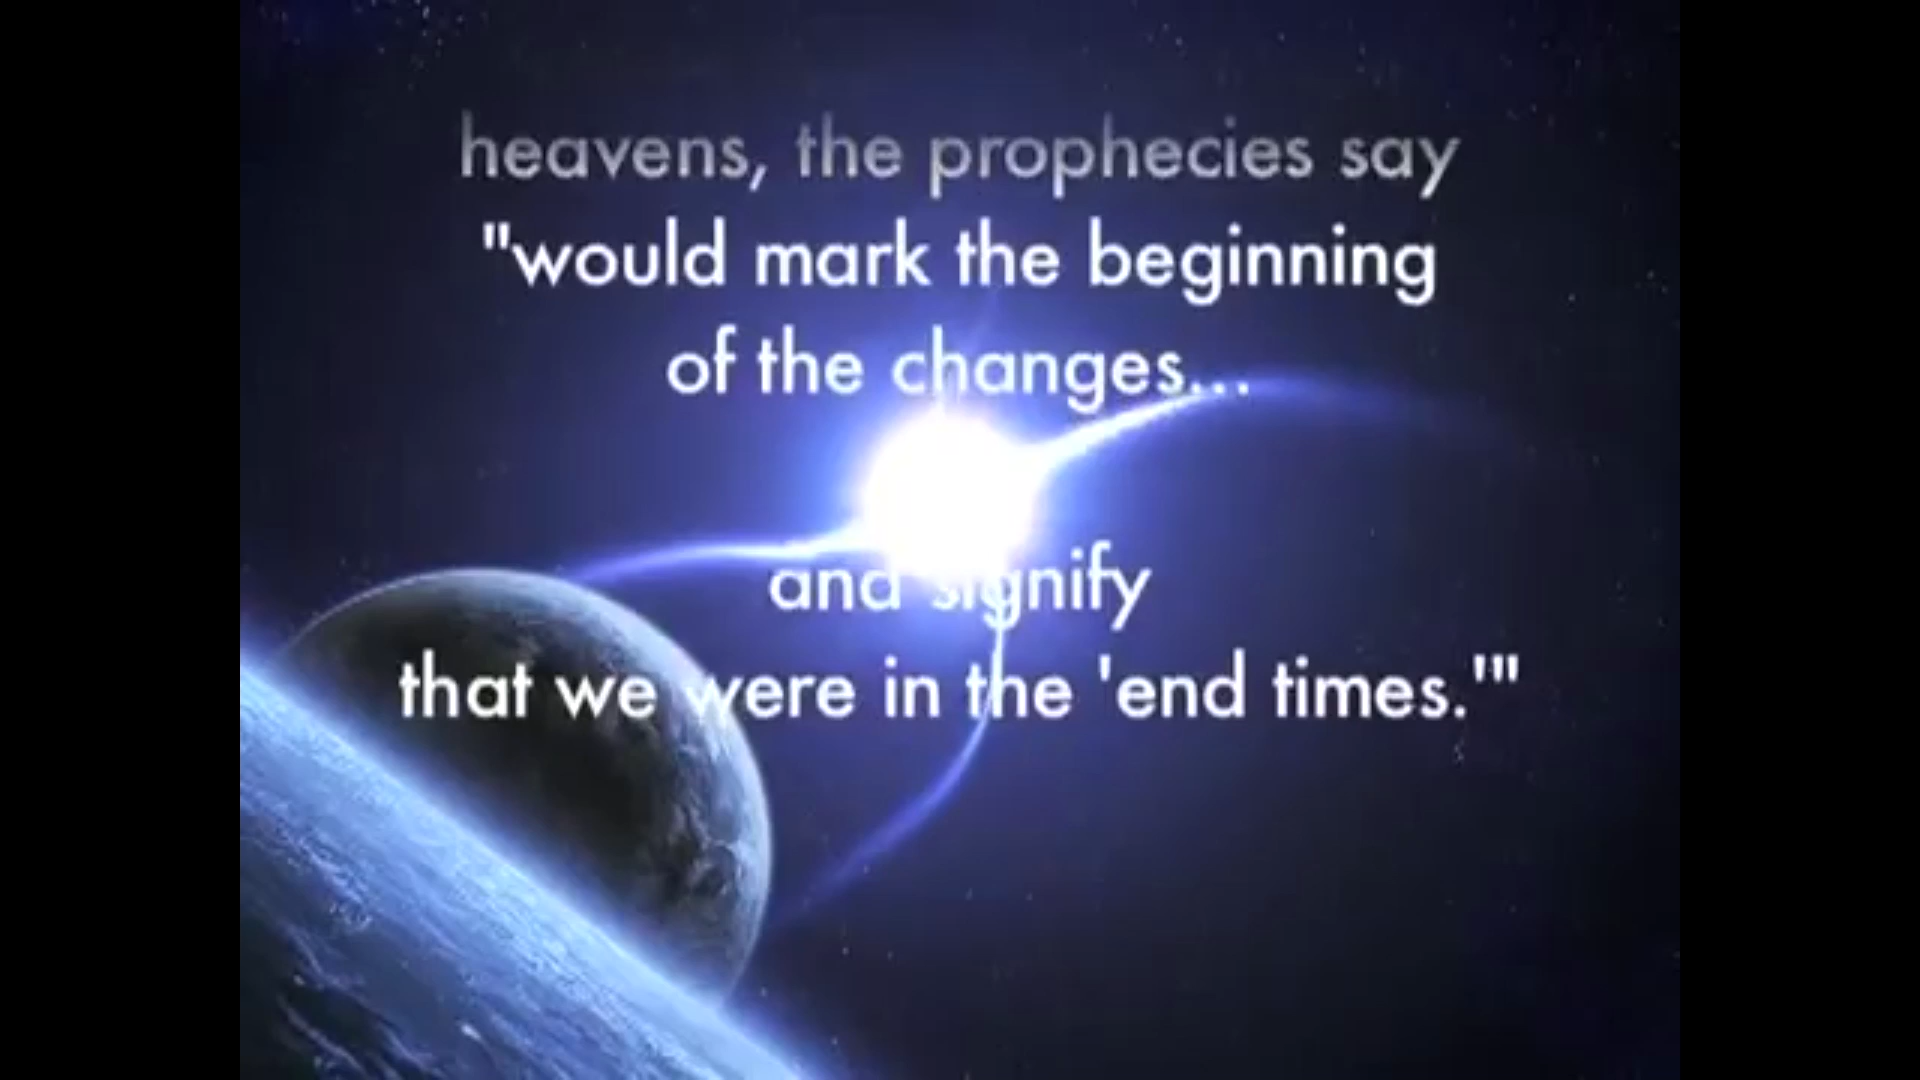 heavens, the prophecies say
"would mark the beginning
of the changes...
and signify
that we were in the 'end times.'"